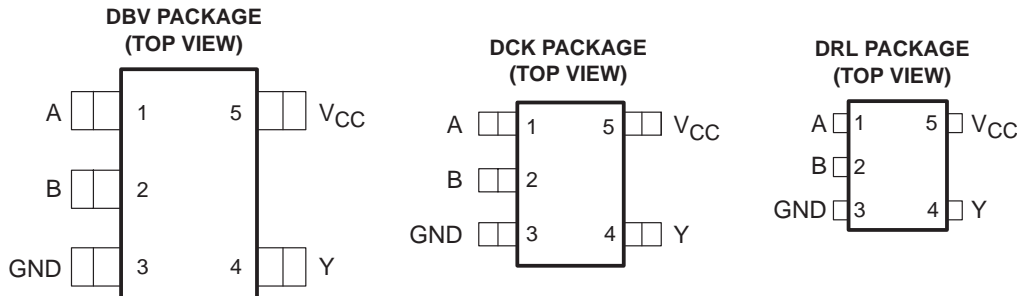 DBV PACKAGE
(TOP VIEW)
A 1 5 VCC
B 2
GND 3 4 Y
DCK PACKAGE
(TOP VIEW)
A 1 5 VCC
B 2
GND 3 4 Y
DRL PACKAGE
(TOP VIEW)
A 1 5 VCC
B 2
GND 3 4 Y